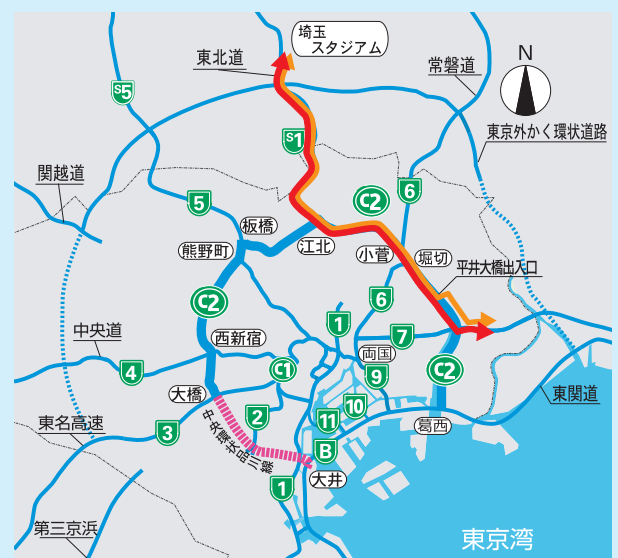 埼玉
スタジアム
東北道
常磐道
N
S5
S1
東京外かく環状道路
関越道
5
C2
6
板橋
江北
熊野町
小菅
堀切
平井大橋出入口
C2
6
1
7
中央道
西新宿
両国
4
C1
9
C2
大橋
東関道
10
2
11
葛西
東名高速
3
中央環状品川線
B
1
大井
第三京浜
東京湾